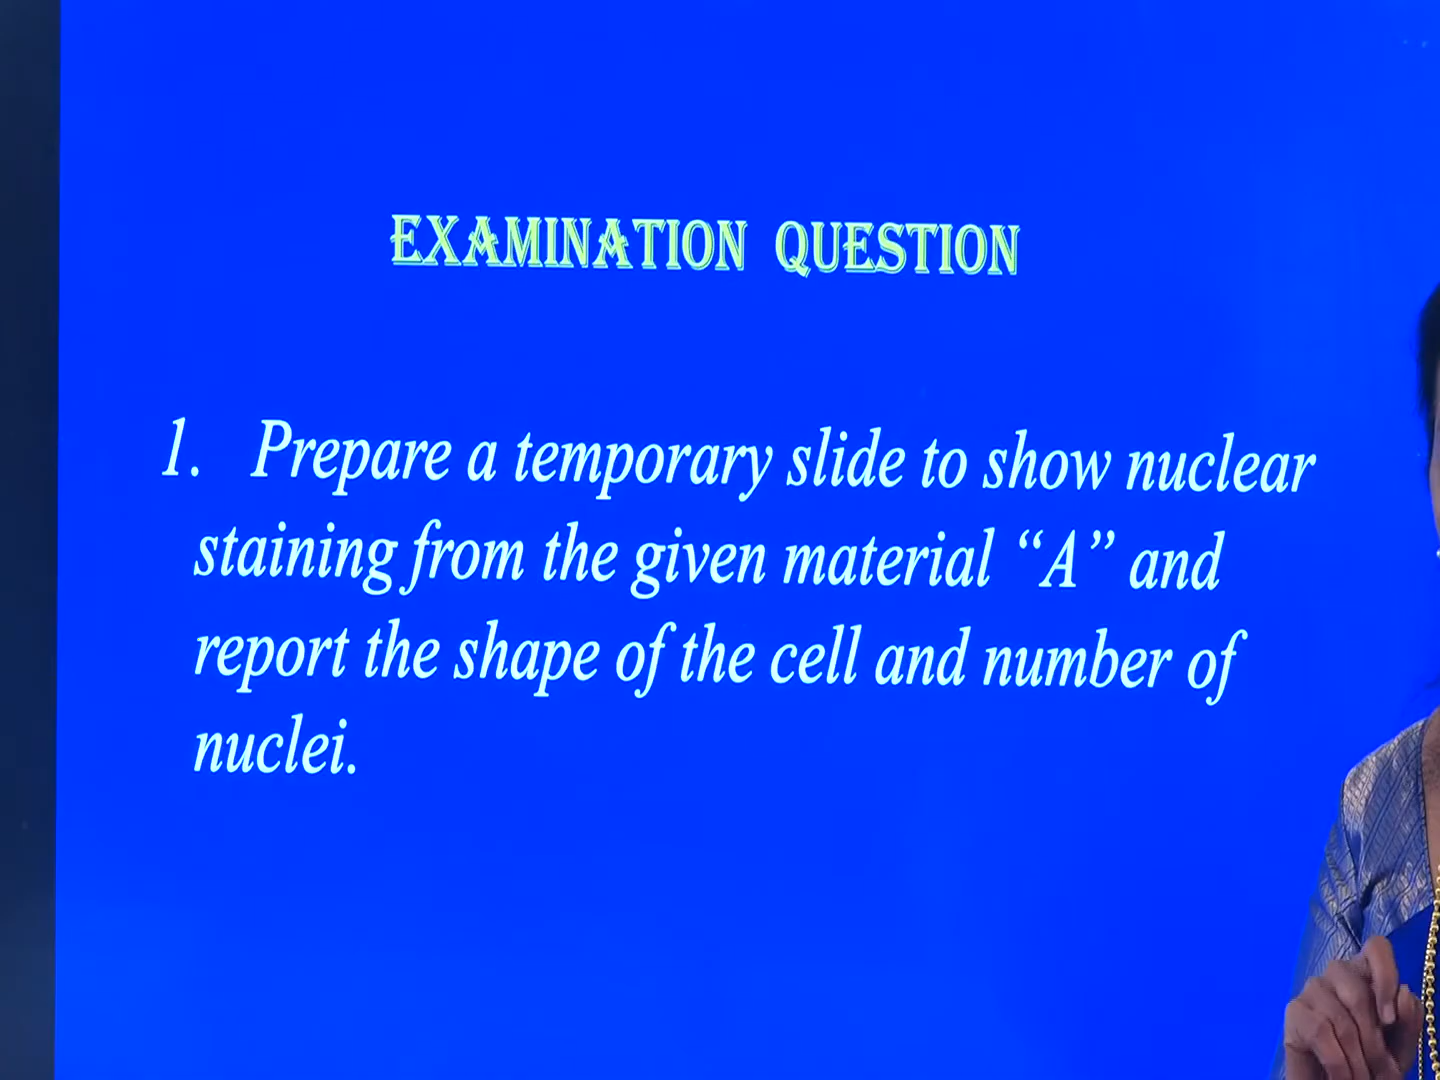 EXAMINATION QUESTION
1. Prepare a temporary slide to show nuclear
staining from the given material “A” and
report the shape of the cell and number of
nuclei.